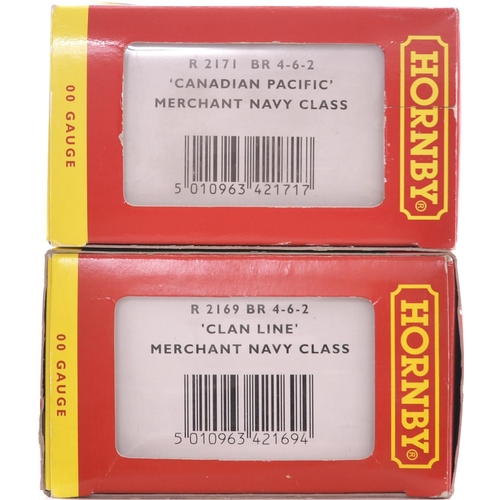 00 GAUGE
R 2171 BR 4-6-2
'CANADIAN PACIFIC'
MERCHANT NAVY CLASS
5 010963 421717
HORNBY®
00 GAUGE
R 2169 BR 4-6-2
'CLAN LINE'
MERCHANT NAVY CLASS
5 010963 421694
HORNBY®